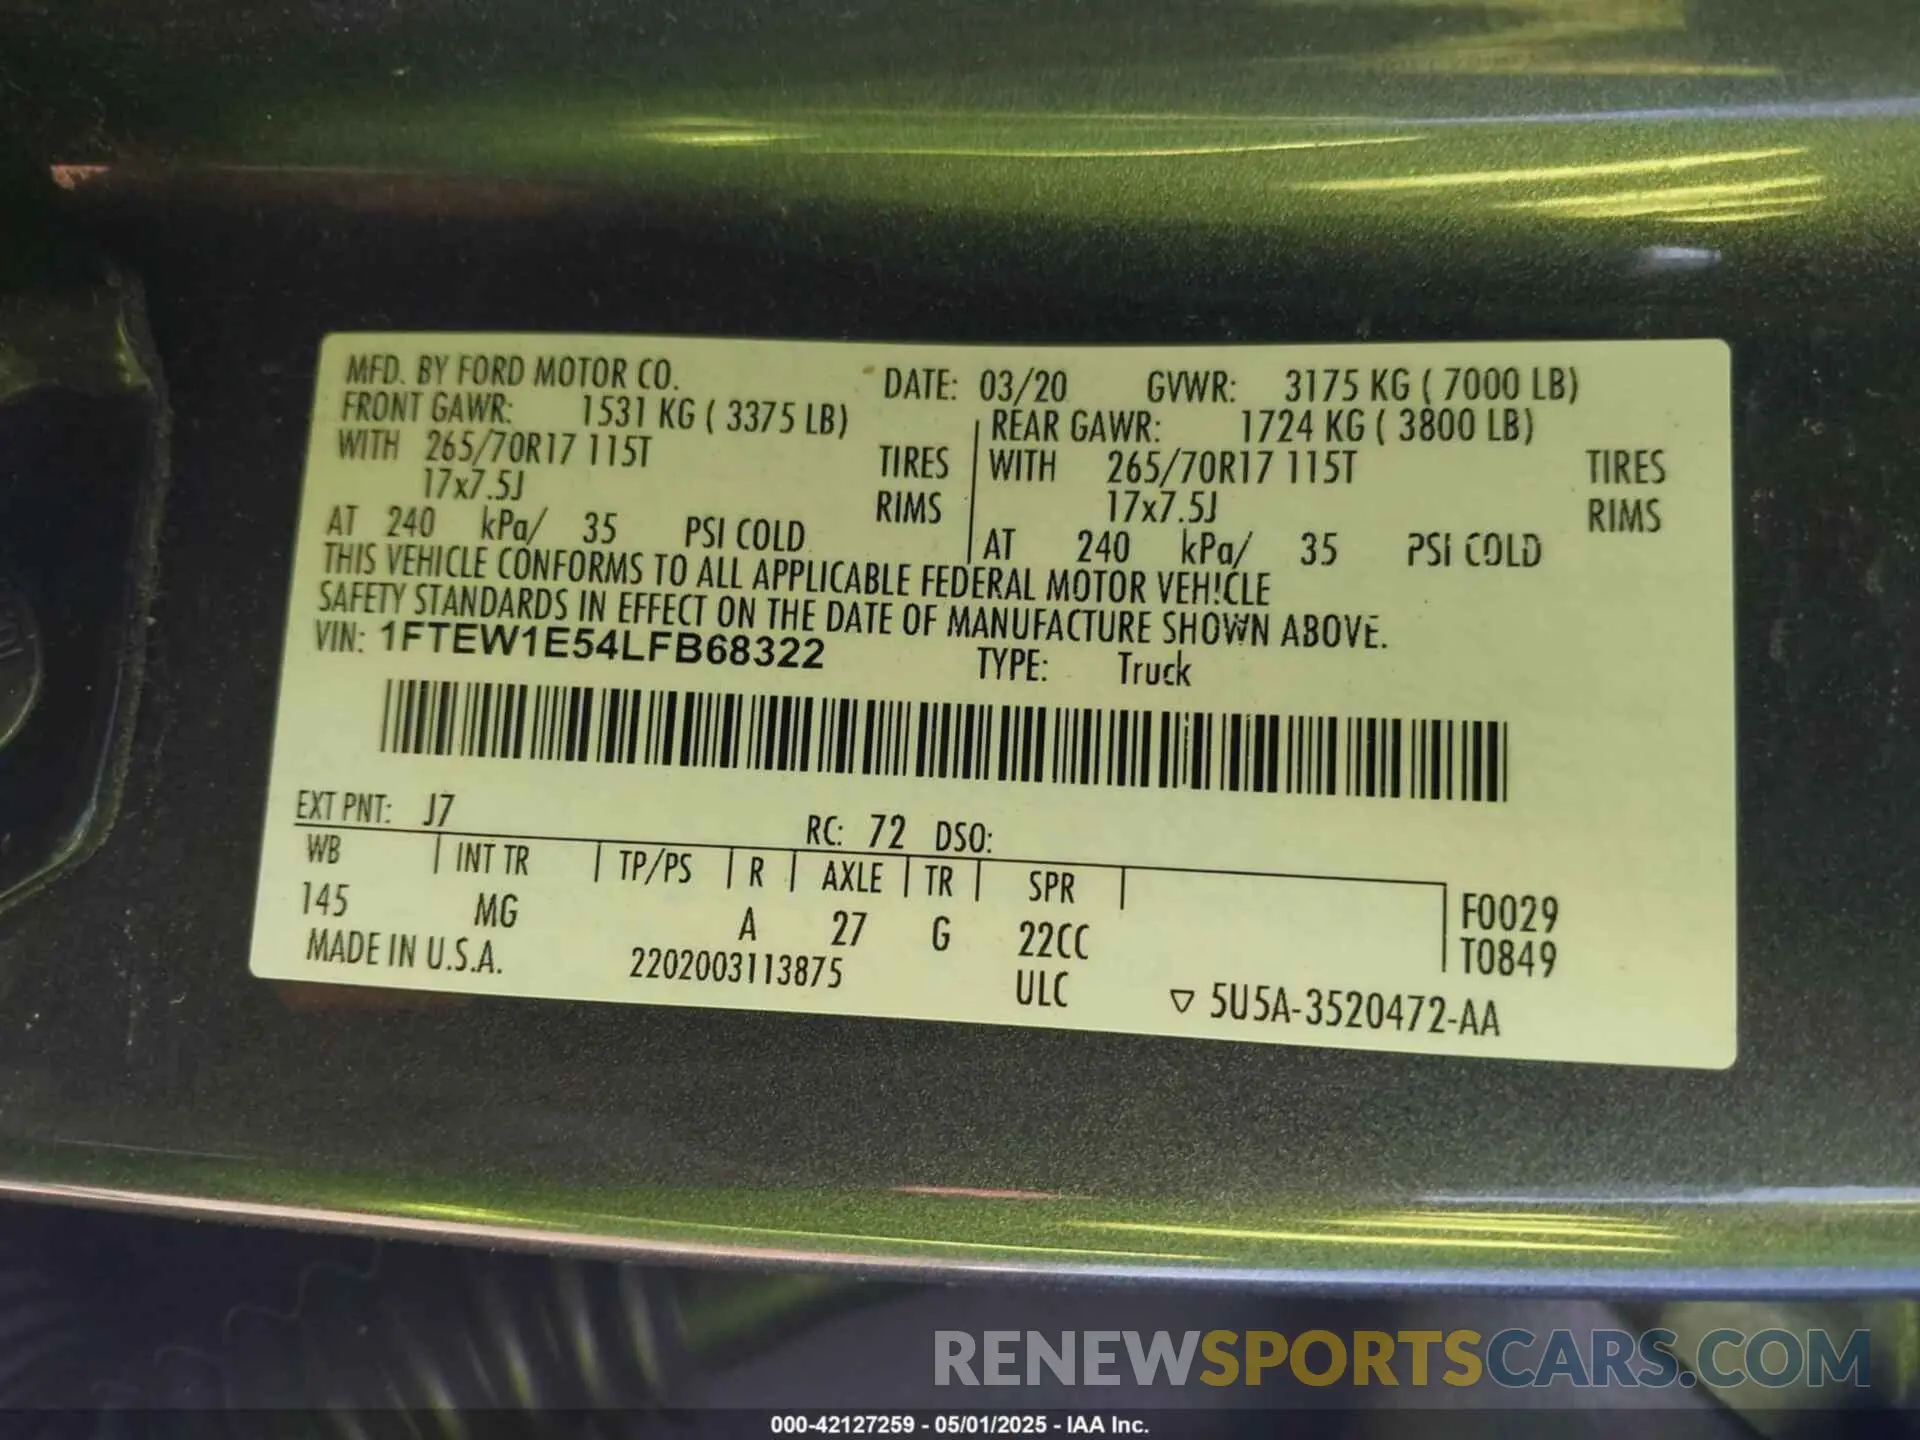 MFD. BY FORD MOTOR CO. DATE: 03/20 GVWR: 3175 KG ( 7000 LB)
FRONT GAWR: 1531 KG ( 3375 LB) REAR GAWR: 1724 KG ( 3800 LB)
WITH 265/70R17 115T TIRES WITH 265/70R17 115T TIRES
17x7.5J RIMS 17x7.5J RIMS
AT 240 kPa/ 35 PSI COLD AT 240 kPa/ 35 PSI COLD
THIS VEHICLE CONFORMS TO ALL APPLICABLE FEDERAL MOTOR VEHICLE
SAFETY STANDARDS IN EFFECT ON THE DATE OF MANUFACTURE SHOWN ABOVE.
VIN: 1FTEW1E54LFB68322 TYPE: Truck
EXT PNT: J7 RC: 72 DSO:
WB INT TR TP/PS R AXLE TR SPR F0029
145 MG A 27 G 22CC T0849
MADE IN U.S.A. 2202003113875 ULC ▽ 5U5A-3520472-AA
RENEWSPORTSCARS.COM
000-42127259 - 05/01/2025 - IAA Inc.